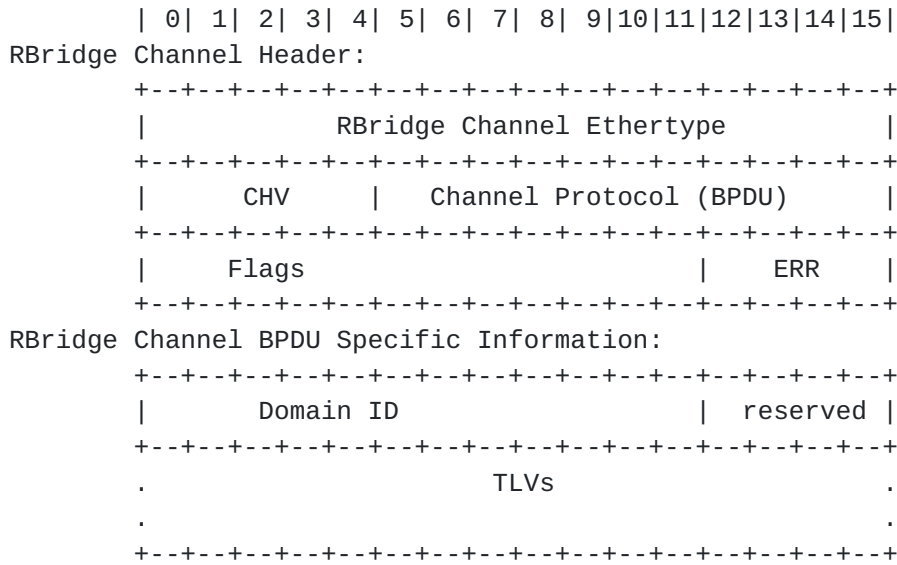 | 0| 1| 2| 3| 4| 5| 6| 7| 8| 9|10|11|12|13|14|15|
RBridge Channel Header:
+--+--+--+--+--+--+--+--+--+--+--+--+--+--+--+--+
| RBridge Channel Ethertype |
+--+--+--+--+--+--+--+--+--+--+--+--+--+--+--+--+
| CHV | Channel Protocol (BPDU) |
+--+--+--+--+--+--+--+--+--+--+--+--+--+--+--+--+
| Flags | ERR |
+--+--+--+--+--+--+--+--+--+--+--+--+--+--+--+--+
RBridge Channel BPDU Specific Information:
+--+--+--+--+--+--+--+--+--+--+--+--+--+--+--+--+
| Domain ID | reserved |
+--+--+--+--+--+--+--+--+--+--+--+--+--+--+--+--+
. TLVs .
. .
+--+--+--+--+--+--+--+--+--+--+--+--+--+--+--+--+